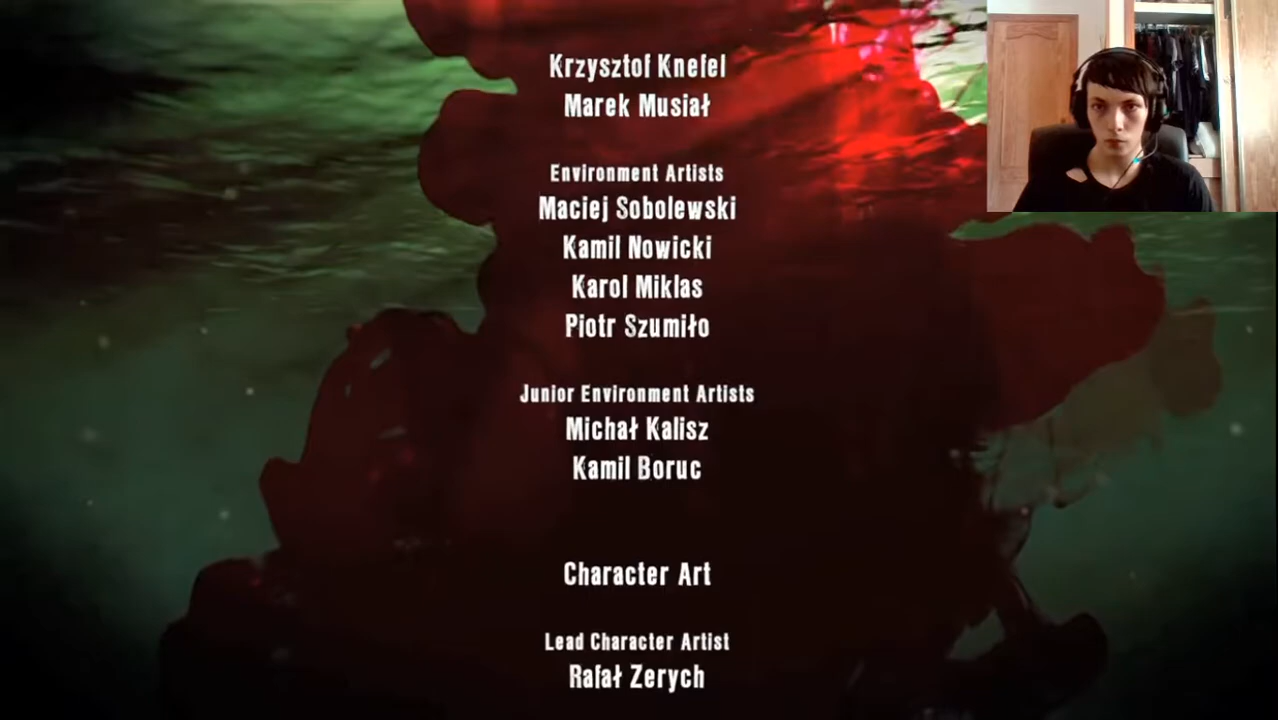 Krzysztof Knefel
Marek Musiał
Environment Artists
Maciej Sobolewski
Kamil Nowicki
Karol Miklas
Piotr Szumiło
Junior Environment Artists
Michał Kalisz
Kamil Boruc
Character Art
Lead Character Artist
Rafał Zerych